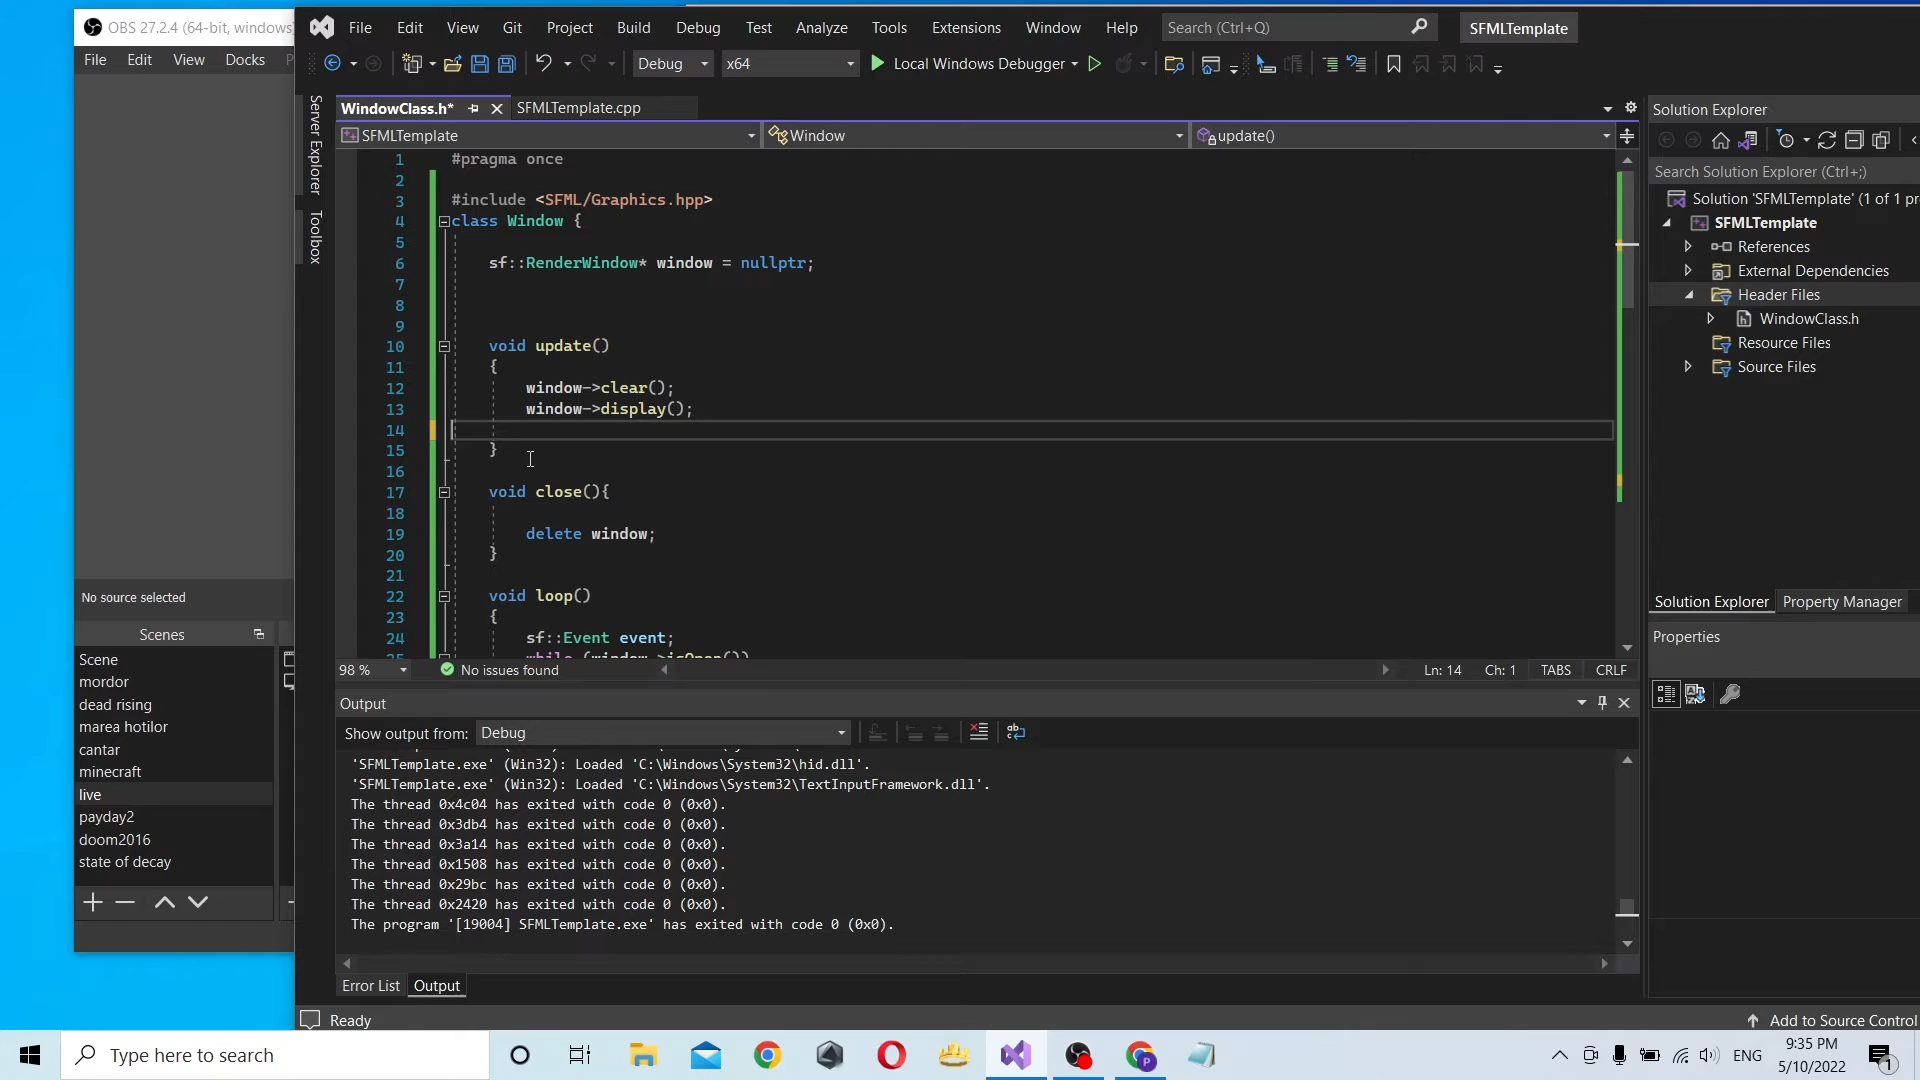 OBS 27.2.4 (64-bit, windows)
File Edit View Docks P
No source selected
Scenes
Scene
mordor
dead rising
marea hotilor
cantar
minecraft
live
payday2
doom2016
state of decay
File Edit View Git Project Build Debug Test Analyze Tools Extensions Window Help Search (Ctrl+Q) SFMLTemplate
Debug x64 Local Windows Debugger
Server Explorer
Toolbox
WindowClass.h* SFMLTemplate.cpp
SFMLTemplate Window update()
1 #pragma once
2
3 #include <SFML/Graphics.hpp>
4 class Window {
5
6 sf::RenderWindow* window = nullptr;
7
8
9
10 void update()
11 {
12 window->clear();
13 window->display();
14
15 }
16
17 void close(){
18
19 delete window;
20 }
21
22 void loop()
23 {
24 sf::Event event;
25 while (window->isOpen())
98 % No issues found Ln: 14 Ch: 1 TABS CRLF
Output
Show output from: Debug
'SFMLTemplate.exe' (Win32): Loaded 'C:\Windows\System32\hid.dll'.
'SFMLTemplate.exe' (Win32): Loaded 'C:\Windows\System32\TextInputFramework.dll'.
The thread 0x4c04 has exited with code 0 (0x0).
The thread 0x3db4 has exited with code 0 (0x0).
The thread 0x3a14 has exited with code 0 (0x0).
The thread 0x1508 has exited with code 0 (0x0).
The thread 0x29bc has exited with code 0 (0x0).
The thread 0x2420 has exited with code 0 (0x0).
The program '[19004] SFMLTemplate.exe' has exited with code 0 (0x0).
Error List Output
Ready
Add to Source Control
Solution Explorer
Search Solution Explorer (Ctrl+;)
Solution 'SFMLTemplate' (1 of 1 pr
SFMLTemplate
References
External Dependencies
Header Files
WindowClass.h
Resource Files
Source Files
Solution Explorer Property Manager
Properties
Type here to search
ENG
9:35 PM
5/10/2022
1